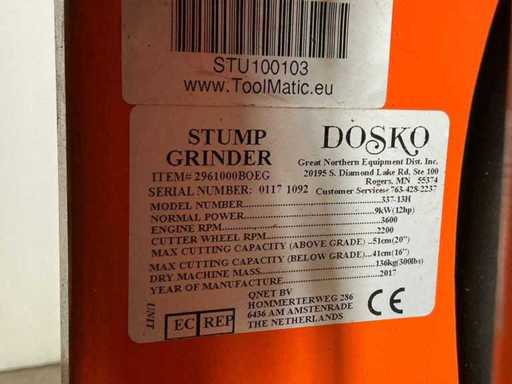 STU100103
www.ToolMatic.eu
STUMP GRINDER
DOSKO
Great Northern Equipment Dist. Inc.
20195 S. Diamond Lake Rd, Ste 100
Rogers, MN 55374
Customer Service: 763-428-2237
ITEM# 2961000BOEG
SERIAL NUMBER: 0117 1092
MODEL NUMBER 337-13H
NORMAL POWER 9kW(12hp)
ENGINE RPM 3600
CUTTER WHEEL RPM 2200
MAX CUTTING CAPACITY (ABOVE GRADE) 51cm(20")
MAX CUTTING CAPACITY (BELOW GRADE) 41cm(16")
DRY MACHINE MASS 136kg(300lbs)
YEAR OF MANUFACTURE 2017
UNIT
EC REP
QNET BV
HOMMERTERWEG 286
6436 AM AMSTENRADE
THE NETHERLANDS
CE